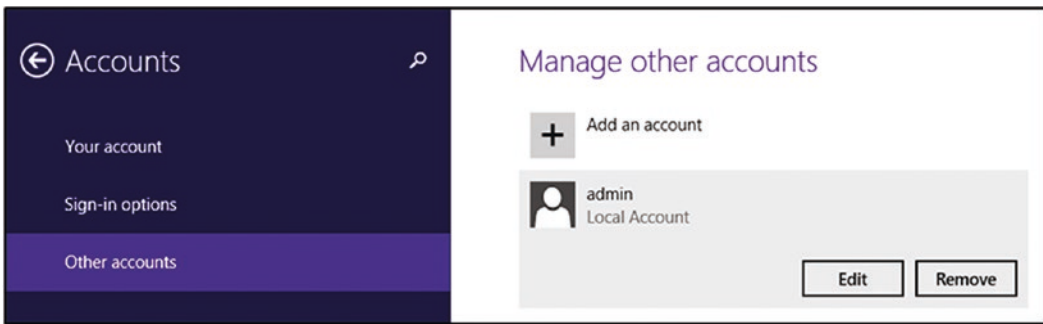 Accounts
Your account
Sign-in options
Other accounts
Manage other accounts
Add an account
admin
Local Account
Edit
Remove